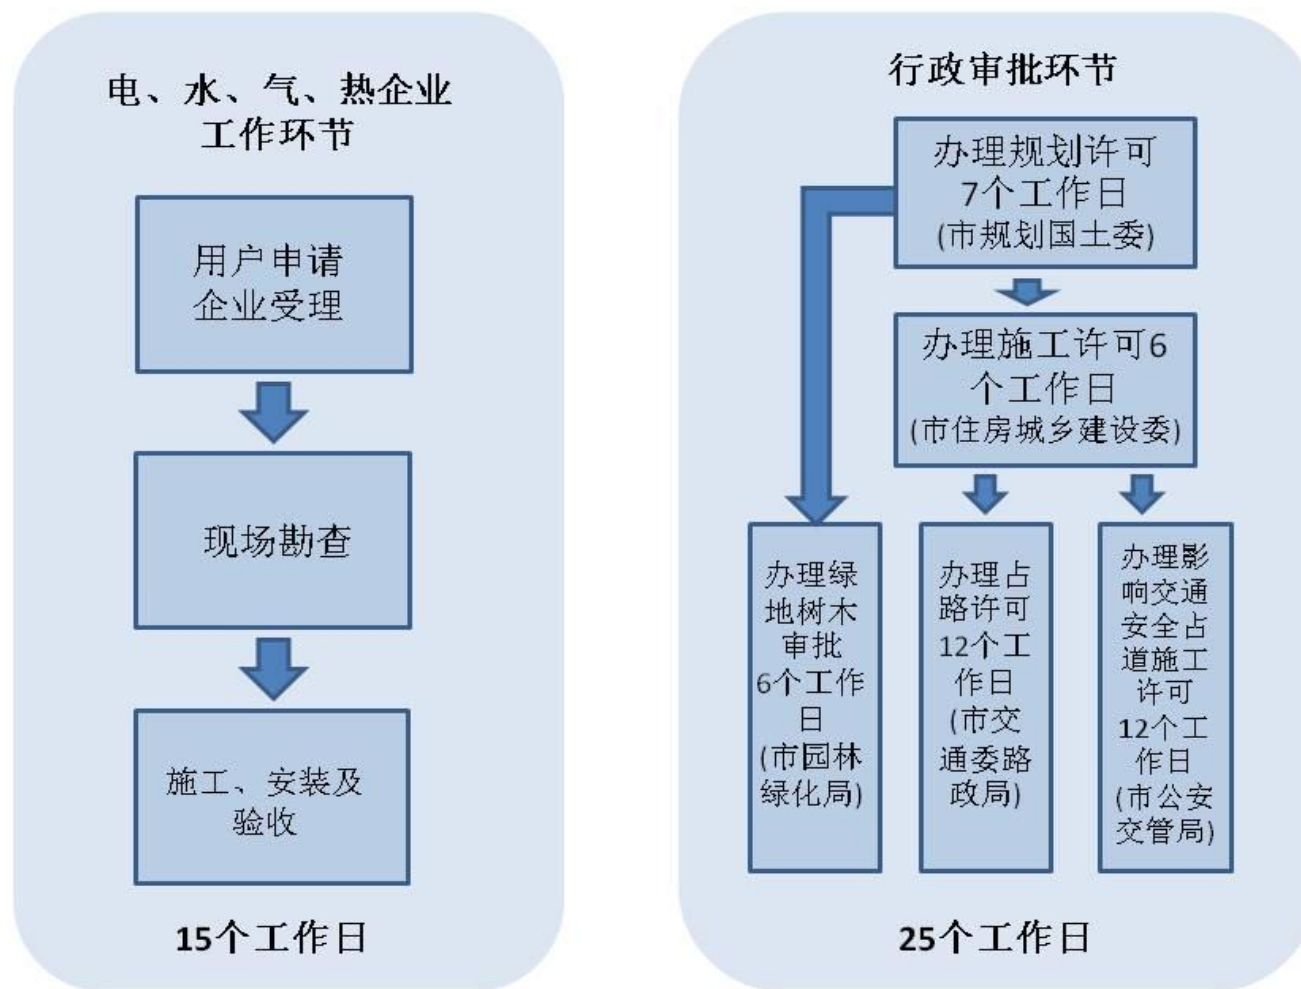 电、水、气、热企业
工作环节
用户申请
企业受理
现场勘查
施工、安装及
验收
15个工作日
行政审批环节
办理规划许可
7个工作日
(市规划国土委)
办理施工许可6
个工作日
(市住房城乡建设委)
办理绿
地树木
审批
6个工作
日
(市园林
绿化局)
办理占
路许可
12个工
作日
(市交
通委路
政局)
办理影
响交通
安全占
道施工
许可
12个工
作日
(市公安
交管局)
25个工作日